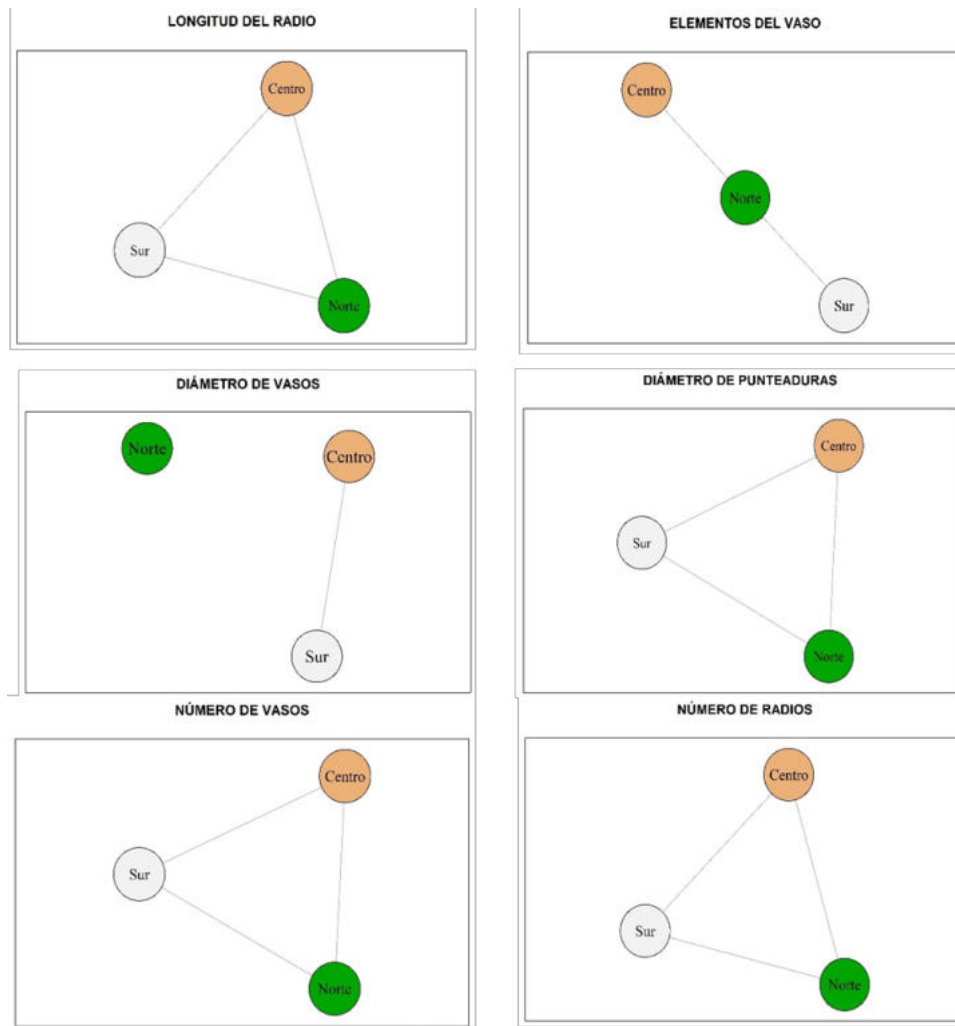 LONGITUD DEL RADIO
Centro
Sur
Norte
ELEMENTOS DEL VASO
Centro
Norte
Sur
DIÁMETRO DE VASOS
Norte
Centro
Sur
DIÁMETRO DE PUNTEADURAS
Centro
Sur
Norte
NÚMERO DE VASOS
Centro
Sur
Norte
NÚMERO DE RADIOS
Centro
Sur
Norte